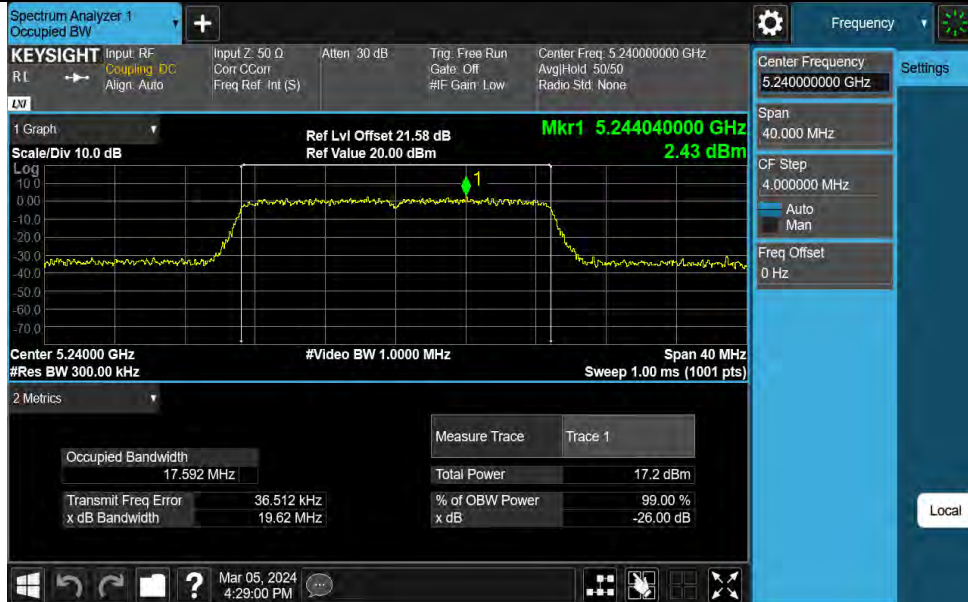 Spectrum Analyzer 1
Occupied BW
+
Frequency
KEYSIGHT
RL
LXI
Input: RF
Coupling: DC
Align: Auto
Input Z: 50 Ω
Corr CCorr
Freq Ref: Int (S)
Atten: 30 dB
Trig: Free Run
Gate: Off
#IF Gain: Low
Center Freq: 5.240000000 GHz
Avg|Hold: 50/50
Radio Std: None
Center Frequency
5.240000000 GHz
Settings
Span
40.000 MHz
CF Step
4.000000 MHz
Auto
Man
Freq Offset
0 Hz
Local
1 Graph
Scale/Div 10.0 dB
Ref Lvl Offset 21.58 dB
Ref Value 20.00 dBm
Mkr1 5.244040000 GHz
2.43 dBm
Log
1
10.0
0.00
-10.0
-20.0
-30.0
-40.0
-50.0
-60.0
-70.0
Center 5.24000 GHz
#Video BW 1.0000 MHz
Span 40 MHz
#Res BW 300.00 kHz
Sweep 1.00 ms (1001 pts)
2 Metrics
Measure Trace
Trace 1
Occupied Bandwidth
17.592 MHz
Total Power
17.2 dBm
Transmit Freq Error
36.512 kHz
% of OBW Power
99.00 %
x dB Bandwidth
19.62 MHz
x dB
-26.00 dB
?
Mar 05, 2024
4:29:00 PM